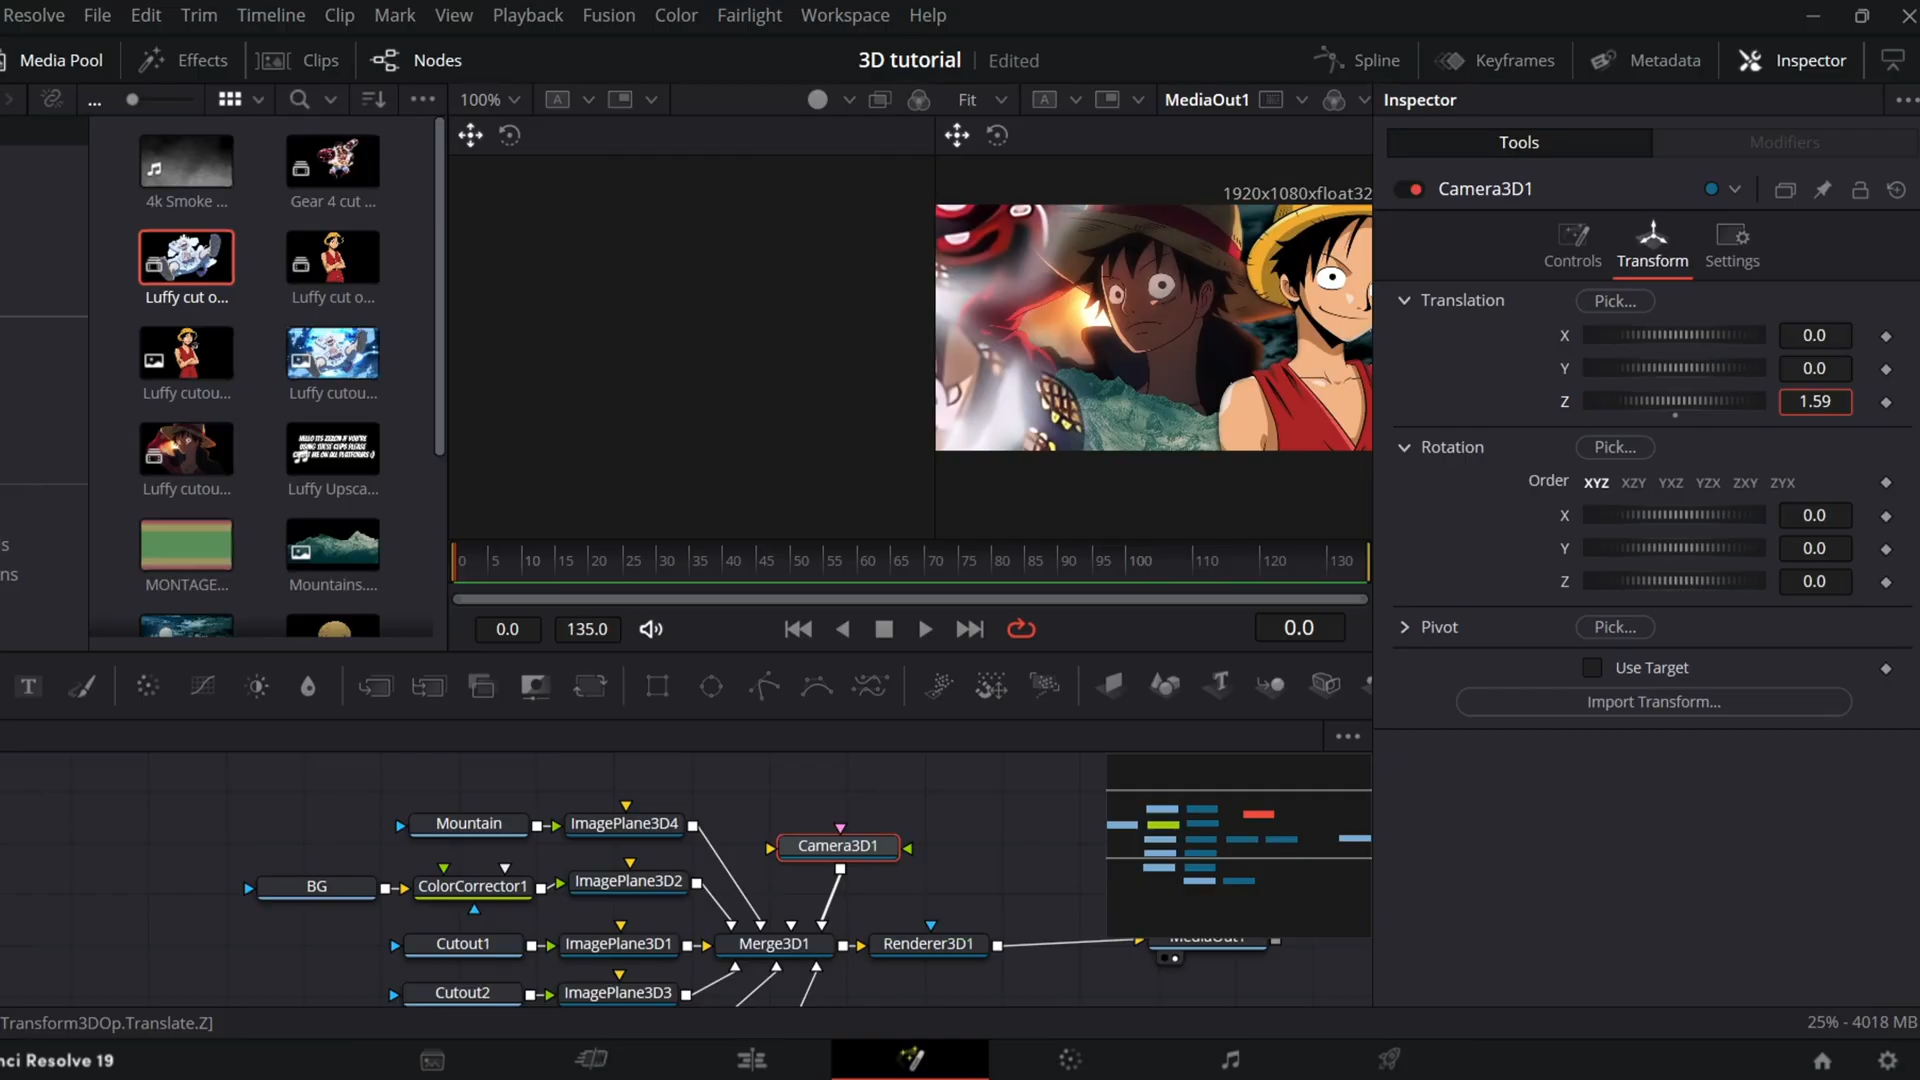 Resolve File Edit Trim Timeline Clip Mark View Playback Fusion Color Fairlight Workspace Help
Media Pool Effects Clips Nodes 3D tutorial Edited Spline Keyframes Metadata Inspector
... 100% Fit MediaOut1 Inspector
Tools Modifiers
Camera3D1
4k Smoke ... Gear 4 cut ...
1920x1080xfloat32
Controls Transform Settings
Luffy cut o... Luffy cut o...
Translation Pick...
X 0.0
Y 0.0
Z 1.59
Luffy cutou... Luffy cutou...
Rotation Pick...
Order XYZ XZY YXZ YZX ZXY ZYX
Luffy cutou... Luffy Upsca...
X 0.0
Y 0.0
Z 0.0
s
ns
MONTAGE... Mountains....
0 5 10 15 20 25 30 35 40 45 50 55 60 65 70 75 80 85 90 95 100 110 120 130
0.0 135.0 0.0
Pivot Pick...
Use Target
Import Transform...
T
Mountain ImagePlane3D4 Camera3D1
BG ColorCorrector1 ImagePlane3D2
Cutout1 ImagePlane3D1 Merge3D1 Renderer3D1 MediaOut1
Cutout2 ImagePlane3D3
Transform3DOp.Translate.Z]
25% - 4018 MB
nci Resolve 19